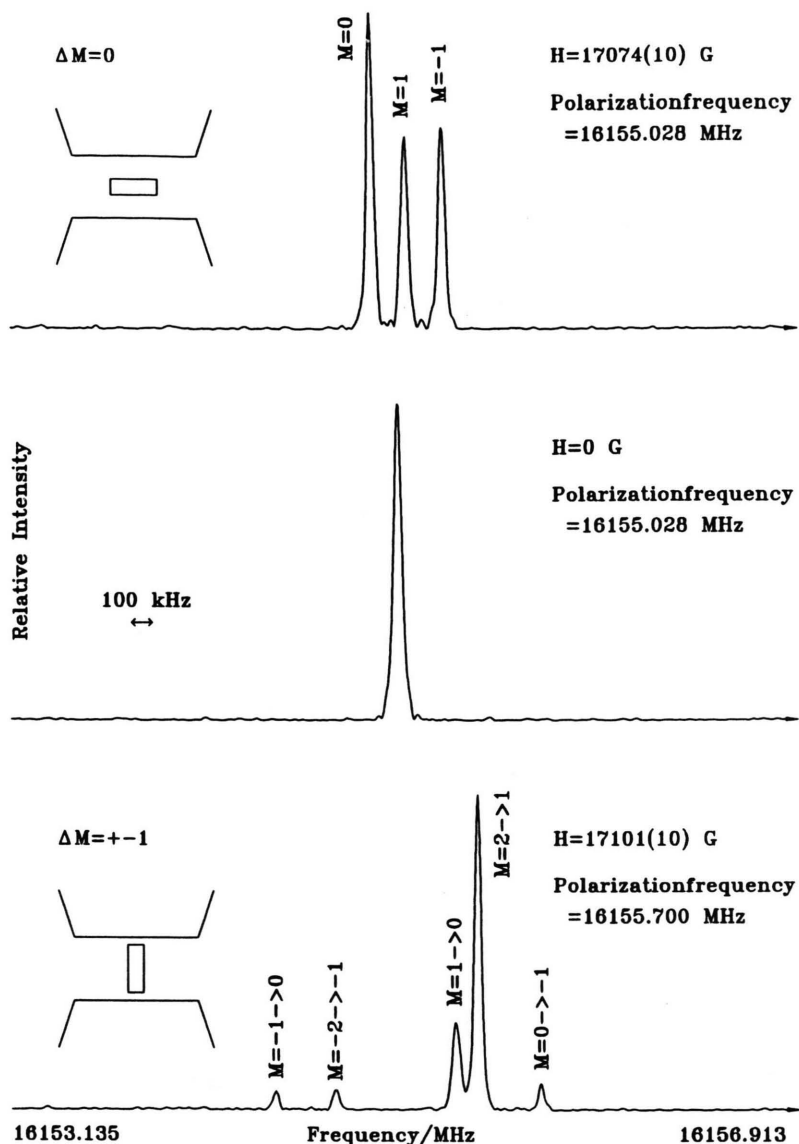 ΔM=0
M=0
M=1
M=-1
H=17074(10) G
Polarizationfrequency
=16155.028 MHz
Relative Intensity
H=0 G
Polarizationfrequency
=16155.028 MHz
100 kHz
↔
ΔM=+-1
M=-1->0
M=-2->-1
M=1->0
M=2->1
M=0->-1
H=17101(10) G
Polarizationfrequency
=16155.700 MHz
16153.135
Frequency/MHz
16156.913